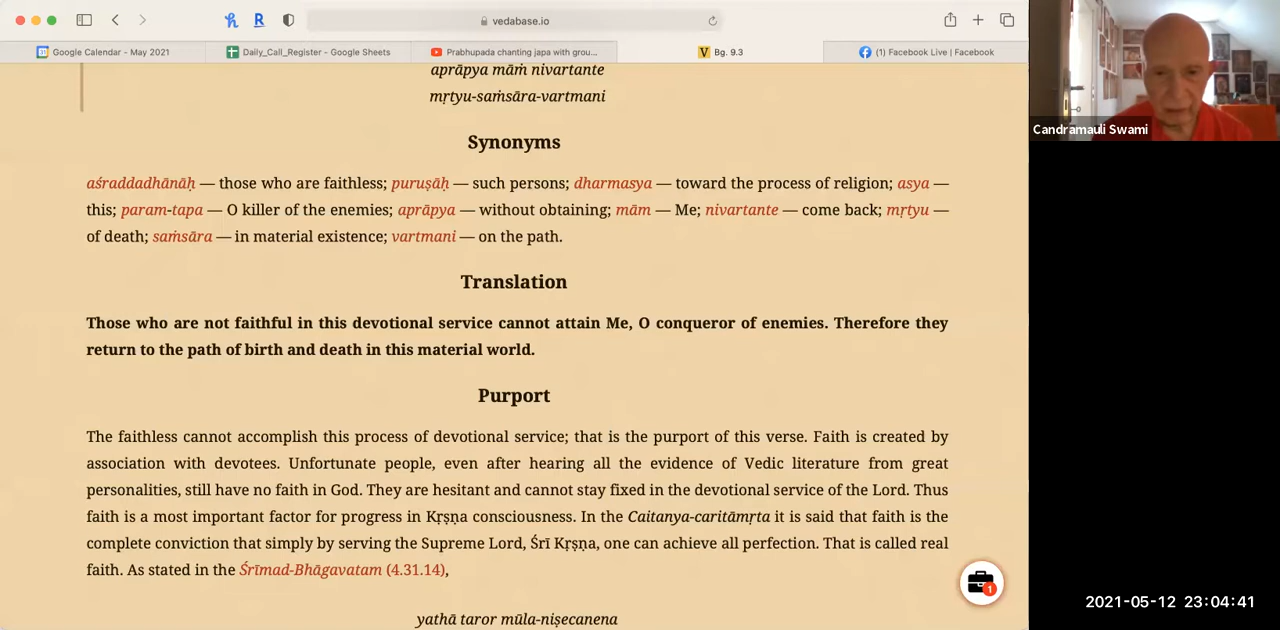 vedabase.io
Google Calendar - May 2021
Daily_Call_Register - Google Sheets
Prabhupada chanting japa with grou...
Bg. 9.3
(1) Facebook Live | Facebook
aprāpya māṁ nivartante
mṛtyu-saṁsāra-vartmani
Synonyms
aśraddadhānāḥ — those who are faithless; puruṣāḥ — such persons; dharmasya — toward the process of religion; asya —
this; param-tapa — O killer of the enemies; aprāpya — without obtaining; mām — Me; nivartante — come back; mṛtyu —
of death; saṁsāra — in material existence; vartmani — on the path.
Translation
Those who are not faithful in this devotional service cannot attain Me, O conqueror of enemies. Therefore they
return to the path of birth and death in this material world.
Purport
The faithless cannot accomplish this process of devotional service; that is the purport of this verse. Faith is created by
association with devotees. Unfortunate people, even after hearing all the evidence of Vedic literature from great
personalities, still have no faith in God. They are hesitant and cannot stay fixed in the devotional service of the Lord. Thus
faith is a most important factor for progress in Kṛṣṇa consciousness. In the Caitanya-caritāmṛta it is said that faith is the
complete conviction that simply by serving the Supreme Lord, Śrī Kṛṣṇa, one can achieve all perfection. That is called real
faith. As stated in the Śrīmad-Bhāgavatam (4.31.14),
yathā taror mūla-niṣecanena
1
Candramauli Swami
2021-05-12 23:04:41